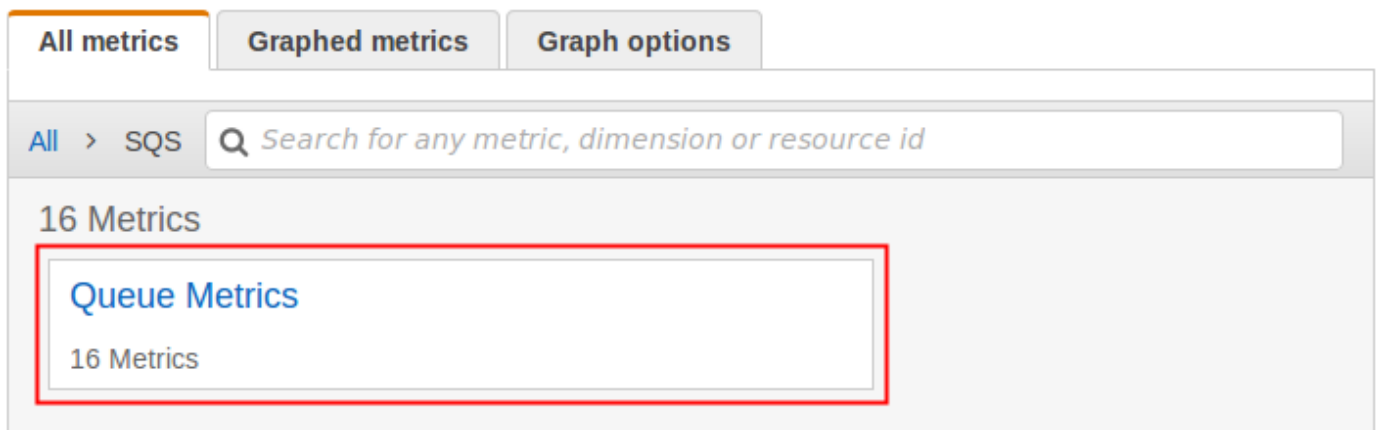 All metrics Graphed metrics Graph options
All > SQS Search for any metric, dimension or resource id
16 Metrics
Queue Metrics
16 Metrics